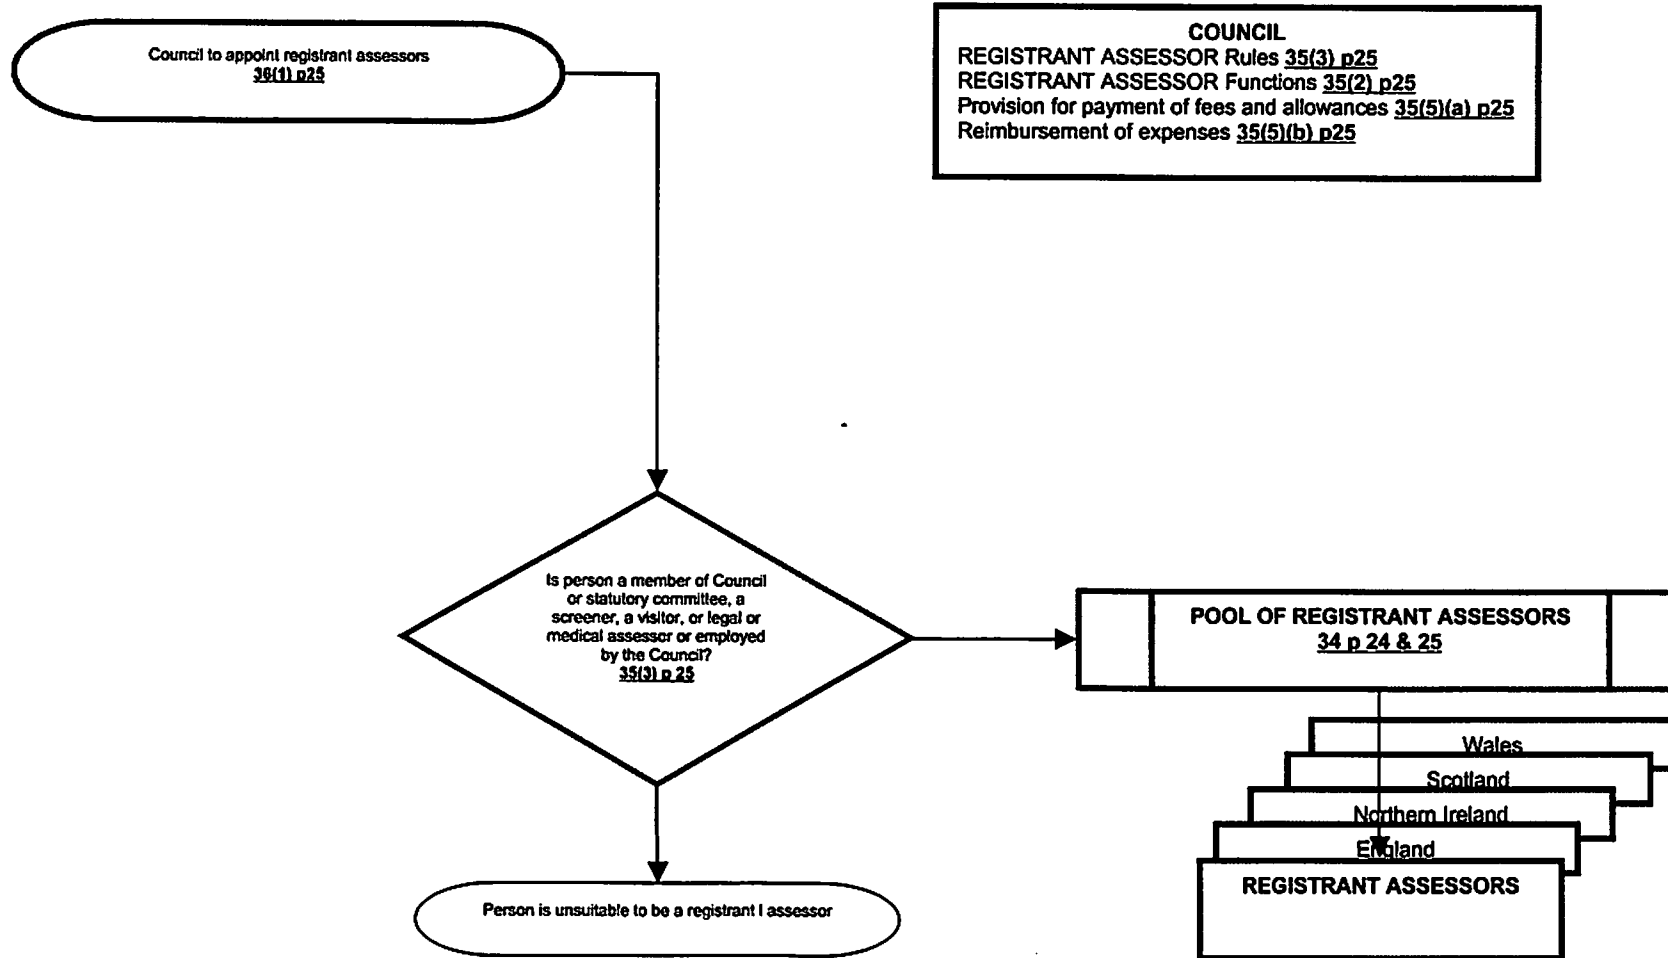 Council to appoint registrant assessors
36(1) p25
COUNCIL
REGISTRANT ASSESSOR Rules 35(3) p25
REGISTRANT ASSESSOR Functions 35(2) p25
Provision for payment of fees and allowances 35(5)(a) p25
Reimbursement of expenses 35(5)(b) p25
Is person a member of Council
or statutory committee, a
screener, a visitor, or legal or
medical assessor or employed
by the Council?
35(3) p 25
POOL OF REGISTRANT ASSESSORS
34 p 24 & 25
Wales
Scotland
Northern Ireland
England
REGISTRANT ASSESSORS
Person is unsuitable to be a registrant l assessor